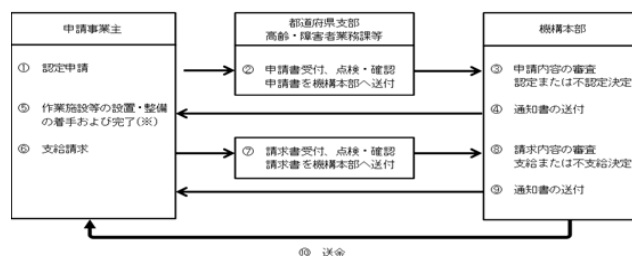 申請事業主
① 認定申請
⑤ 作業施設等の設置・整備
の着手および完了(※)
⑥ 支給請求
都道府県支部
高齢・障害者業務課等
② 申請書受付、点検・確認
申請書を機構本部へ送付
⑦ 請求書受付、点検・確認
請求書を機構本部へ送付
機構本部
③ 申請内容の審査
認定または不認定決定
④ 通知書の送付
⑧ 請求内容の審査
支給または不支給決定
⑨ 通知書の送付
⑩ 送金